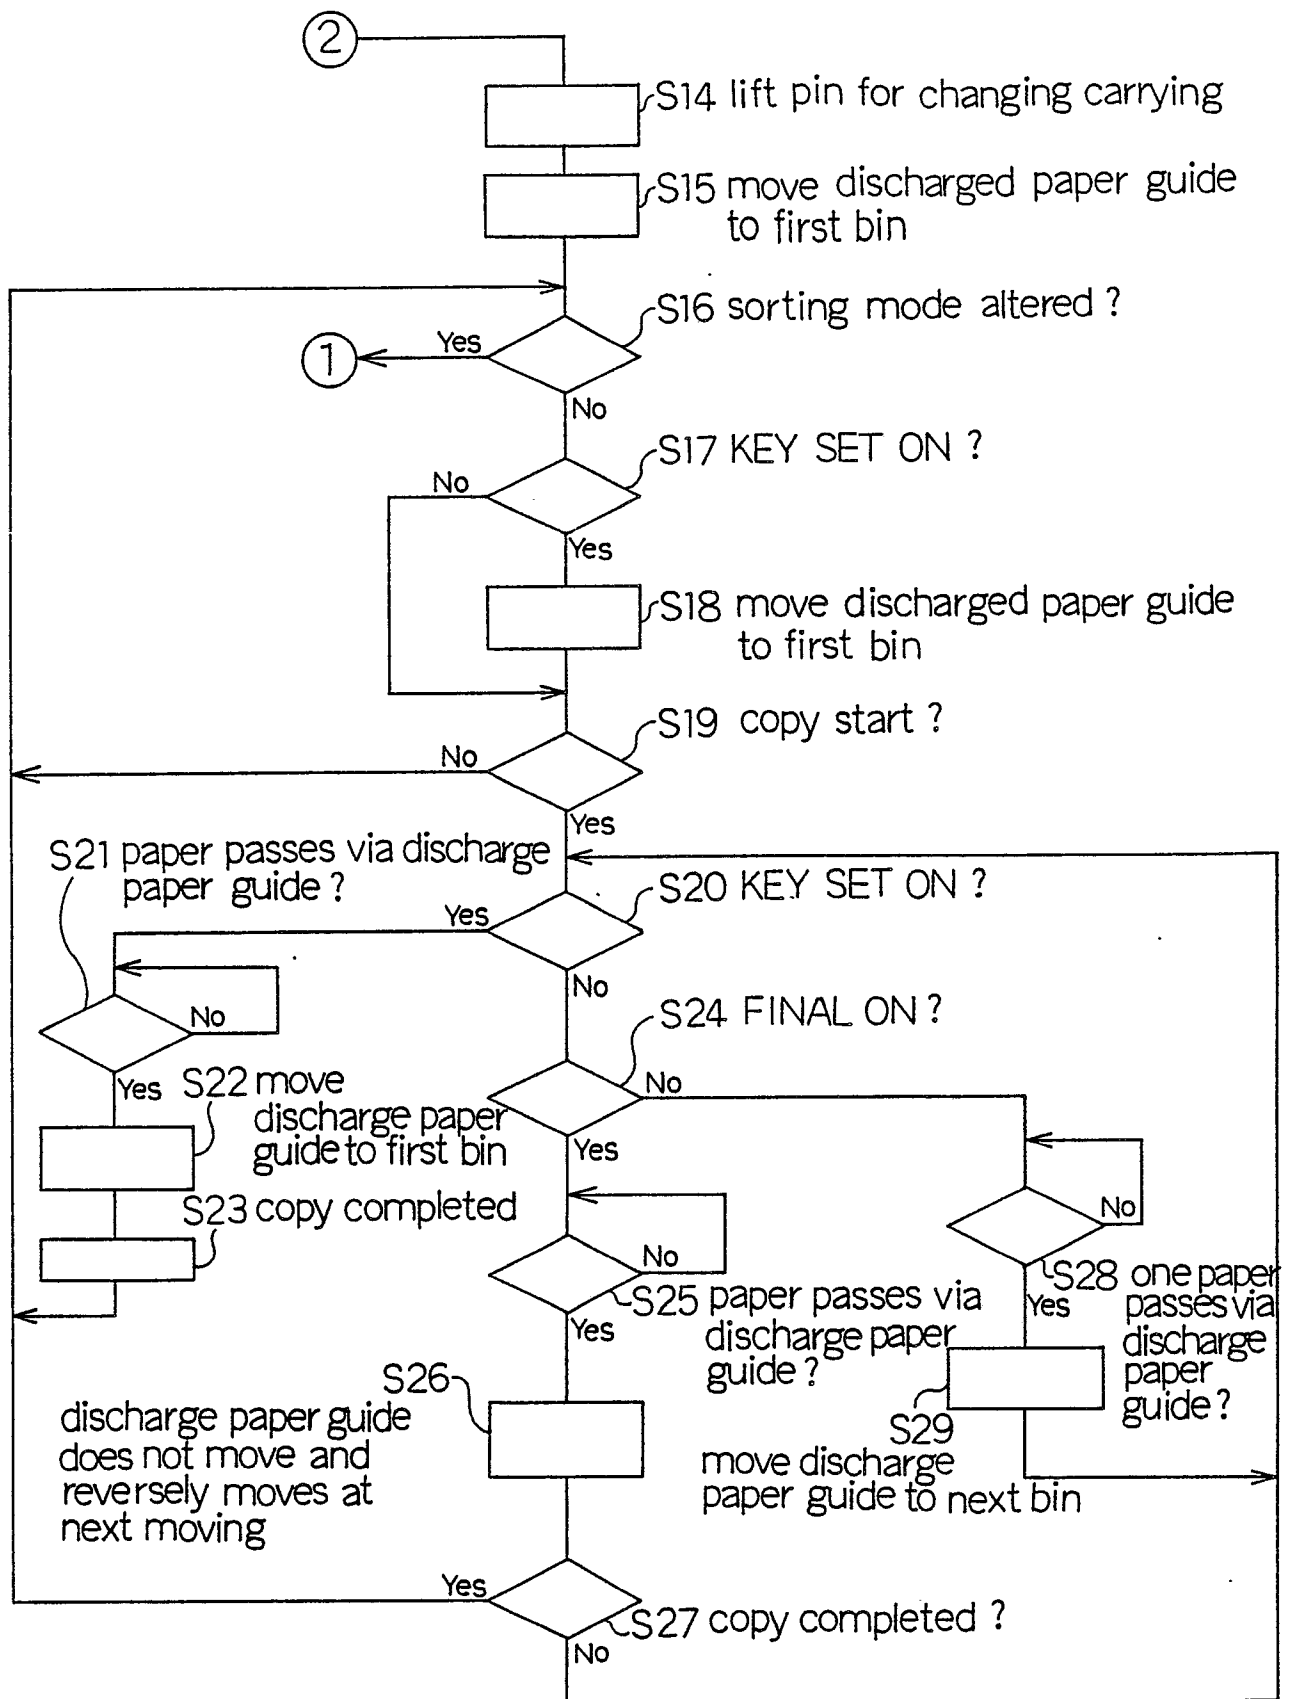 2
S14 lift pin for changing carrying
S15 move discharged paper guide
to first bin
S16 sorting mode altered ?
Yes
1
No
S17 KEY SET ON ?
No
Yes
S18 move discharged paper guide
to first bin
S19 copy start ?
No
Yes
S21 paper passes via discharge
paper guide ?
S20 KEY SET ON ?
Yes
No
No
S24 FINAL ON ?
Yes
S22 move
discharge paper
guide to first bin
No
Yes
S23 copy completed
No
No
S28 one paper
passes via
discharge
paper
guide ?
Yes
S25 paper passes via
discharge paper
guide ?
Yes
S26
discharge paper guide
does not move and
reversely moves at
next moving
S29
move discharge
paper guide to next bin
Yes
S27 copy completed ?
No